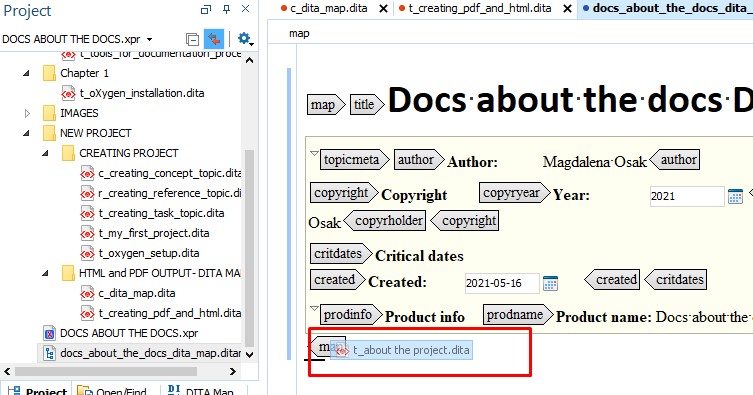 Project
DOCS ABOUT THE DOCS.xpr
t_tools_for_documentation_proce
Chapter 1
t_oXygen_installation.dita
IMAGES
NEW PROJECT
CREATING PROJECT
c_creating_concept_topic.dita
r_creating_reference_topic.di
t_creating_task_topic.dita
t_my_first_project.dita
t_oxygen_setup.dita
HTML and PDF OUTPUT- DITA MA
c_dita_map.dita
t_creating_pdf_and_html.dita
DOCS ABOUT THE DOCS.xpr
docs_about_the_docs_dita_map.ditam
Project Open/Find DITA Map
c_dita_map.dita t_creating_pdf_and_html.dita docs_about_the_docs_dita_
map
map title Docs·about·the·docs D
topicmeta author Author: Magdalena·Osak author
copyright Copyright copyryear Year: 2021
Osak copyrholder copyright
critdates Critical dates
created Created: 2021-05-16 created critdates
prodinfo Product info prodname Product name: Docs·about·the
map t_about the project.dita